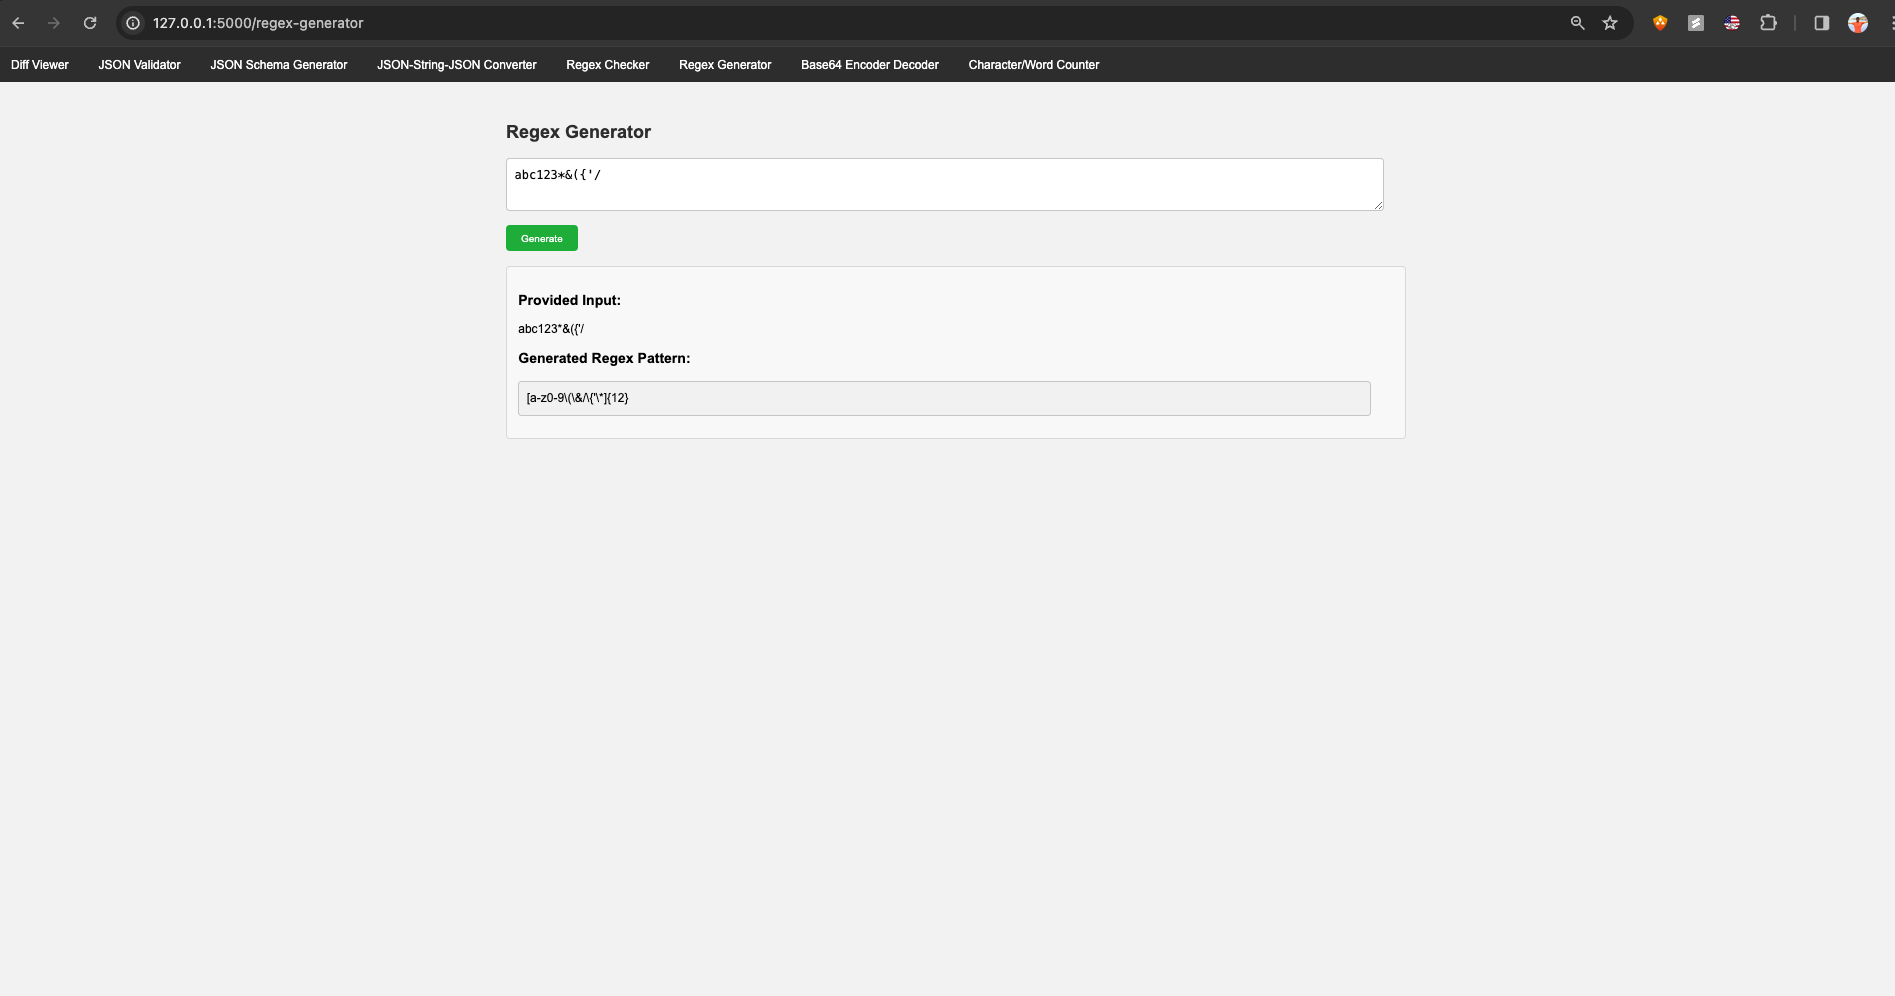 127.0.0.1:5000/regex-generator
Diff Viewer JSON Validator JSON Schema Generator JSON-String-JSON Converter Regex Checker Regex Generator Base64 Encoder Decoder Character/Word Counter
Regex Generator
abc123*&({'/
Generate
Provided Input:
abc123*&({'/
Generated Regex Pattern:
[a-z0-9\(\&/\{'\*]{12}